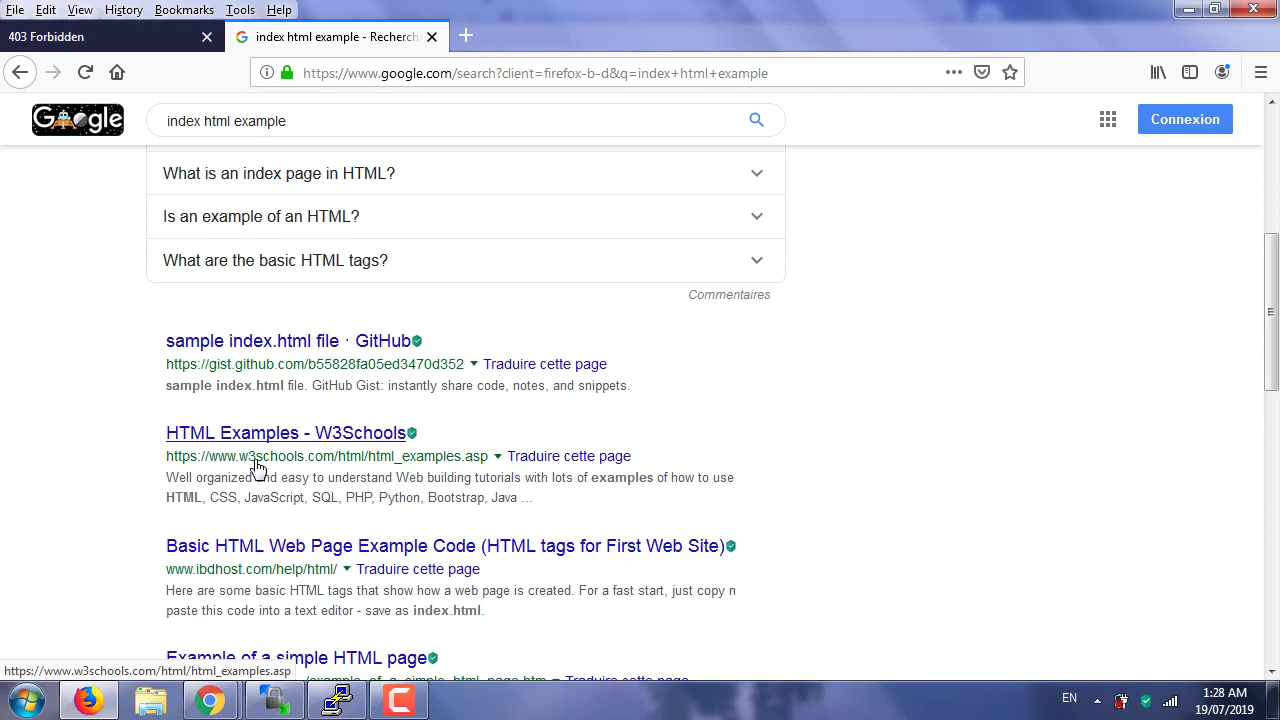 File Edit View History Bookmarks Tools Help
403 Forbidden
index html example - Recherch
https://www.google.com/search?client=firefox-b-d&q=index+html+example
Google
index html example
Connexion
What is an index page in HTML?
Is an example of an HTML?
What are the basic HTML tags?
Commentaires
sample index.html file · GitHub
https://gist.github.com/b55828fa05ed3470d352 Traduire cette page
sample index.html file. GitHub Gist: instantly share code, notes, and snippets.
HTML Examples - W3Schools
https://www.w3schools.com/html/html_examples.asp Traduire cette page
Well organized and easy to understand Web building tutorials with lots of examples of how to use
HTML, CSS, JavaScript, SQL, PHP, Python, Bootstrap, Java ...
Basic HTML Web Page Example Code (HTML tags for First Web Site)
www.ibdhost.com/help/html/ Traduire cette page
Here are some basic HTML tags that show how a web page is created. For a fast start, just copy n
paste this code into a text editor - save as index.html.
Example of a simple HTML page
/example_of_a_simple_html_page.htm Traduire cette page
https://www.w3schools.com/html/html_examples.asp
EN
1:28 AM
19/07/2019